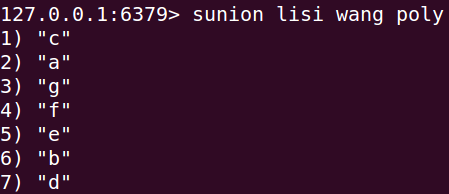 127.0.0.1:6379> sunion lisi wang poly
1) "c"
2) "a"
3) "g"
4) "f"
5) "e"
6) "b"
7) "d"